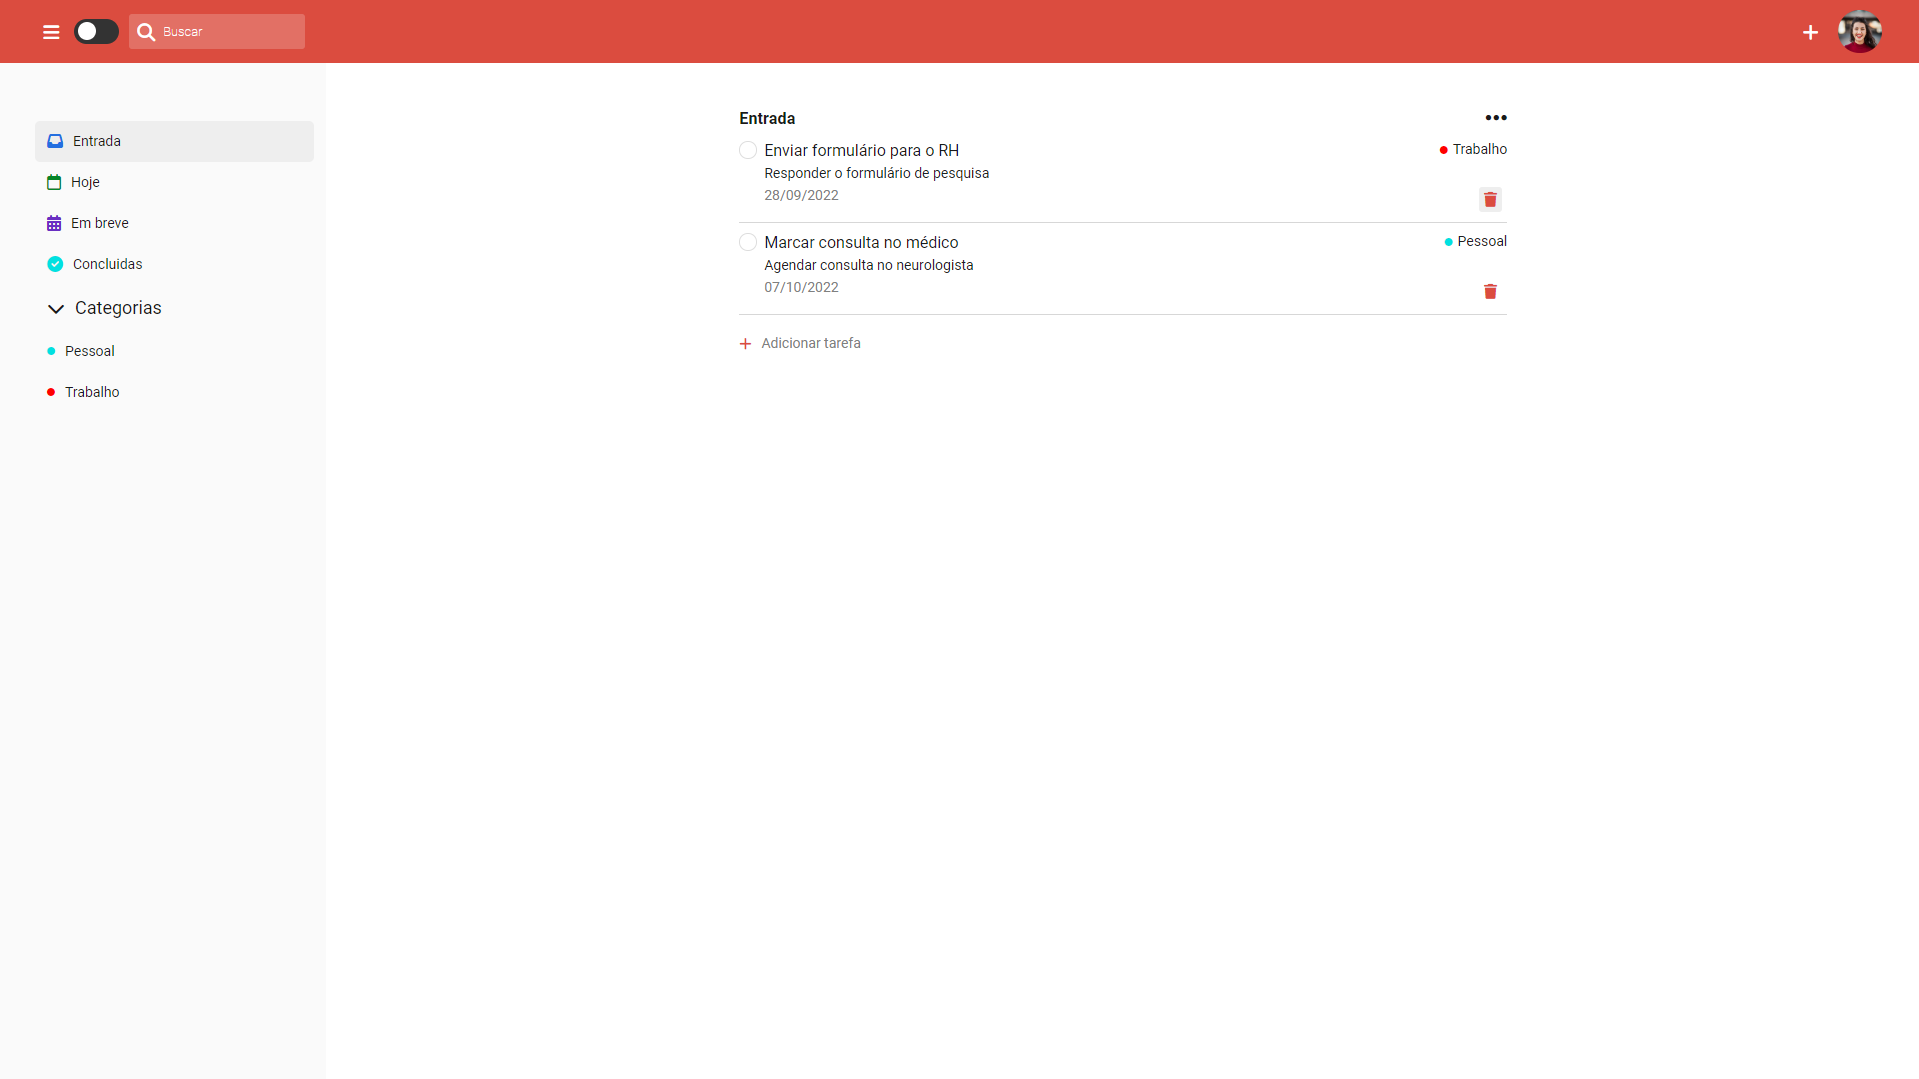 Buscar
Entrada
Hoje
Em breve
Concluidas
Categorias
Pessoal
Trabalho
Entrada
Enviar formulário para o RH
Trabalho
Responder o formulário de pesquisa
28/09/2022
Marcar consulta no médico
Pessoal
Agendar consulta no neurologista
07/10/2022
Adicionar tarefa